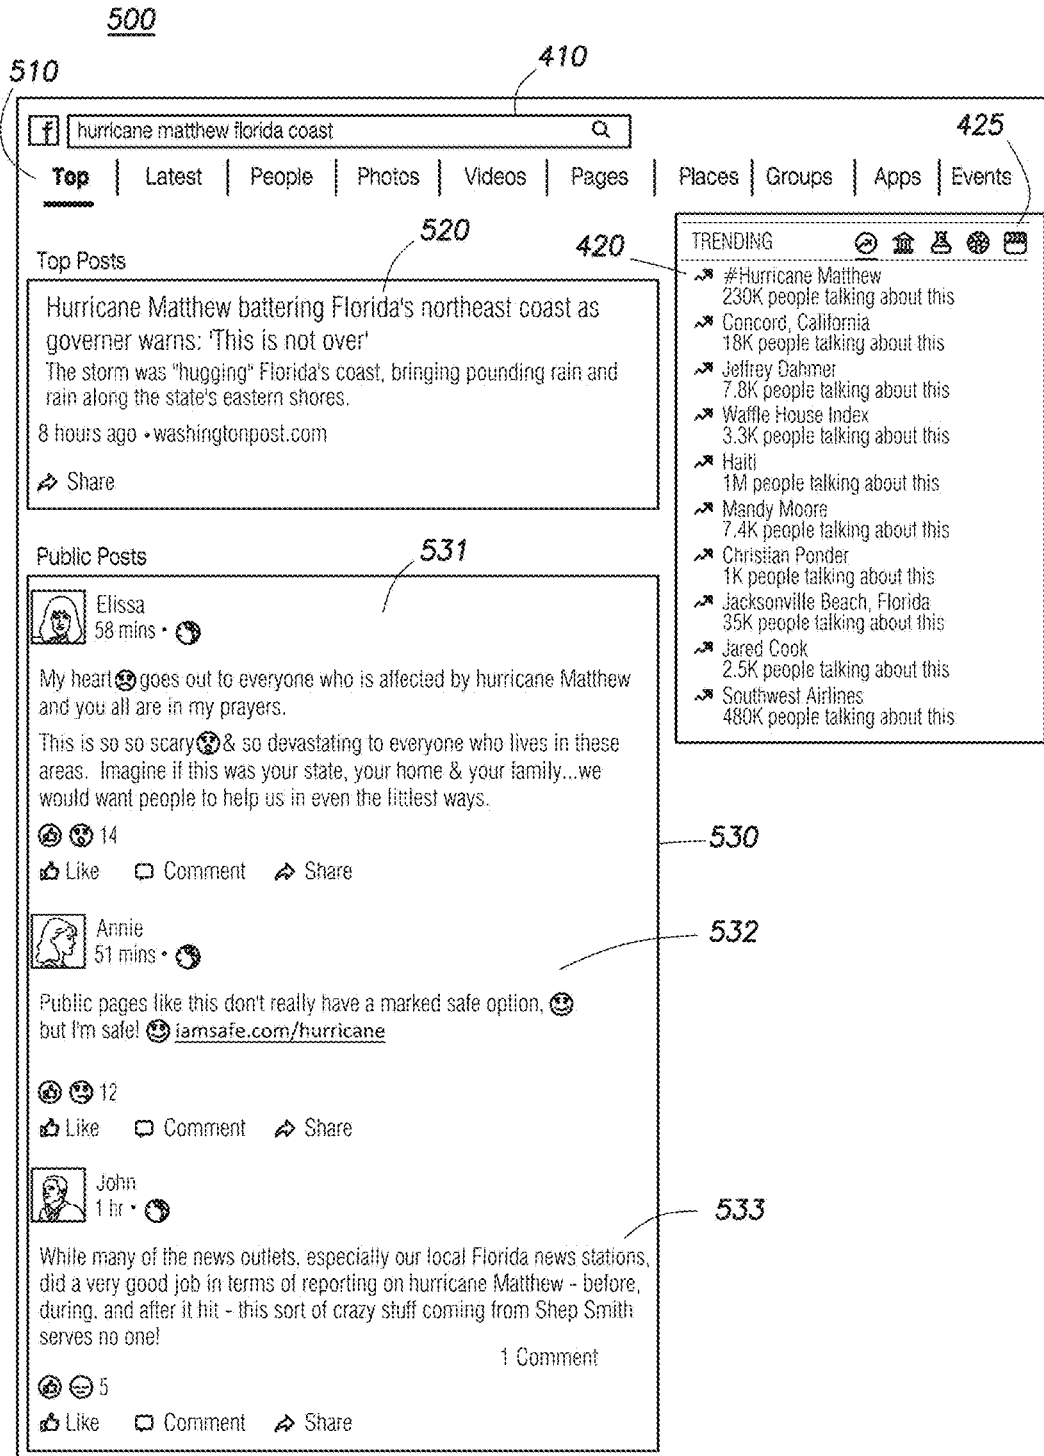 500
510
410
f hurricane matthew florida coast
425
Top | Latest | People | Photos | Videos | Pages | Places | Groups | Apps | Events
520
420
Top Posts
Hurricane Matthew battering Florida's northeast coast as
governer warns: 'This is not over'
The storm was "hugging" Florida's coast, bringing pounding rain and
rain along the state's eastern shores.
8 hours ago • washingtonpost.com
Share
TRENDING
#Hurricane Matthew
230K people talking about this
Concord, California
18K people talking about this
Jeffrey Dahmer
7.8K people talking about this
Waffle House Index
3.3K people talking about this
Haiti
1M people talking about this
Mandy Moore
7.4K people talking about this
Christian Ponder
1K people talking about this
Jacksonville Beach, Florida
35K people talking about this
Jared Cook
2.5K people talking about this
Southwest Airlines
480K people talking about this
Public Posts
531
Elissa
58 mins •
My heart goes out to everyone who is affected by hurricane Matthew
and you all are in my prayers.
This is so so scary & so devastating to everyone who lives in these
areas. Imagine if this was your state, your home & your family...we
would want people to help us in even the littlest ways.
14
530
Like Comment Share
532
Annie
51 mins •
Public pages like this don't really have a marked safe option,
but I'm safe! iamsafe.com/hurricane
12
Like Comment Share
John
1 hr •
533
While many of the news outlets, especially our local Florida news stations,
did a very good job in terms of reporting on hurricane Matthew - before,
during, and after it hit - this sort of crazy stuff coming from Shep Smith
serves no one!
1 Comment
5
Like Comment Share